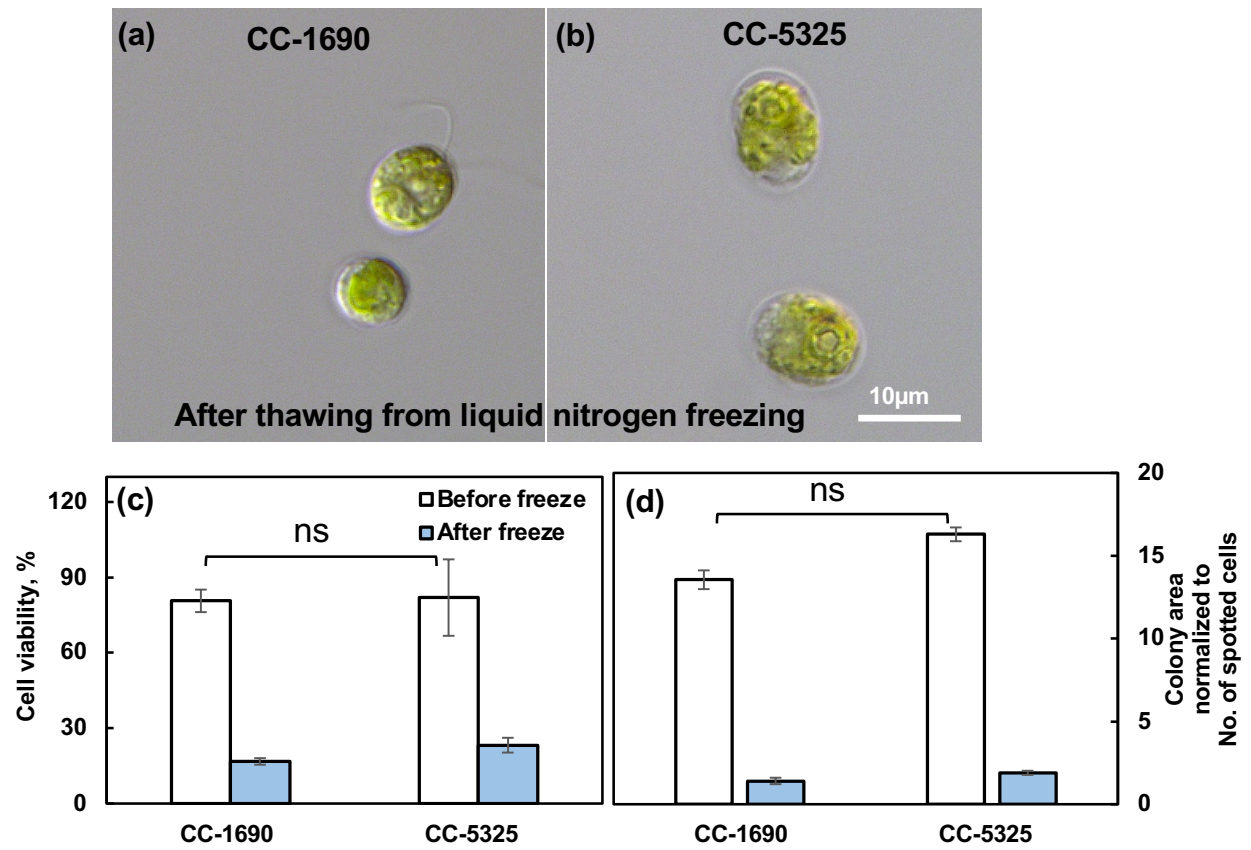 (a)
CC-1690
(b)
CC-5325
After thawing from liquid nitrogen freezing
10µm
(c)
Before freeze
After freeze
ns
120
90
60
30
0
Cell viability, %
CC-1690
CC-5325
(d)
ns
20
15
10
5
0
Colony area
normalized to
No. of spotted cells
CC-1690
CC-5325